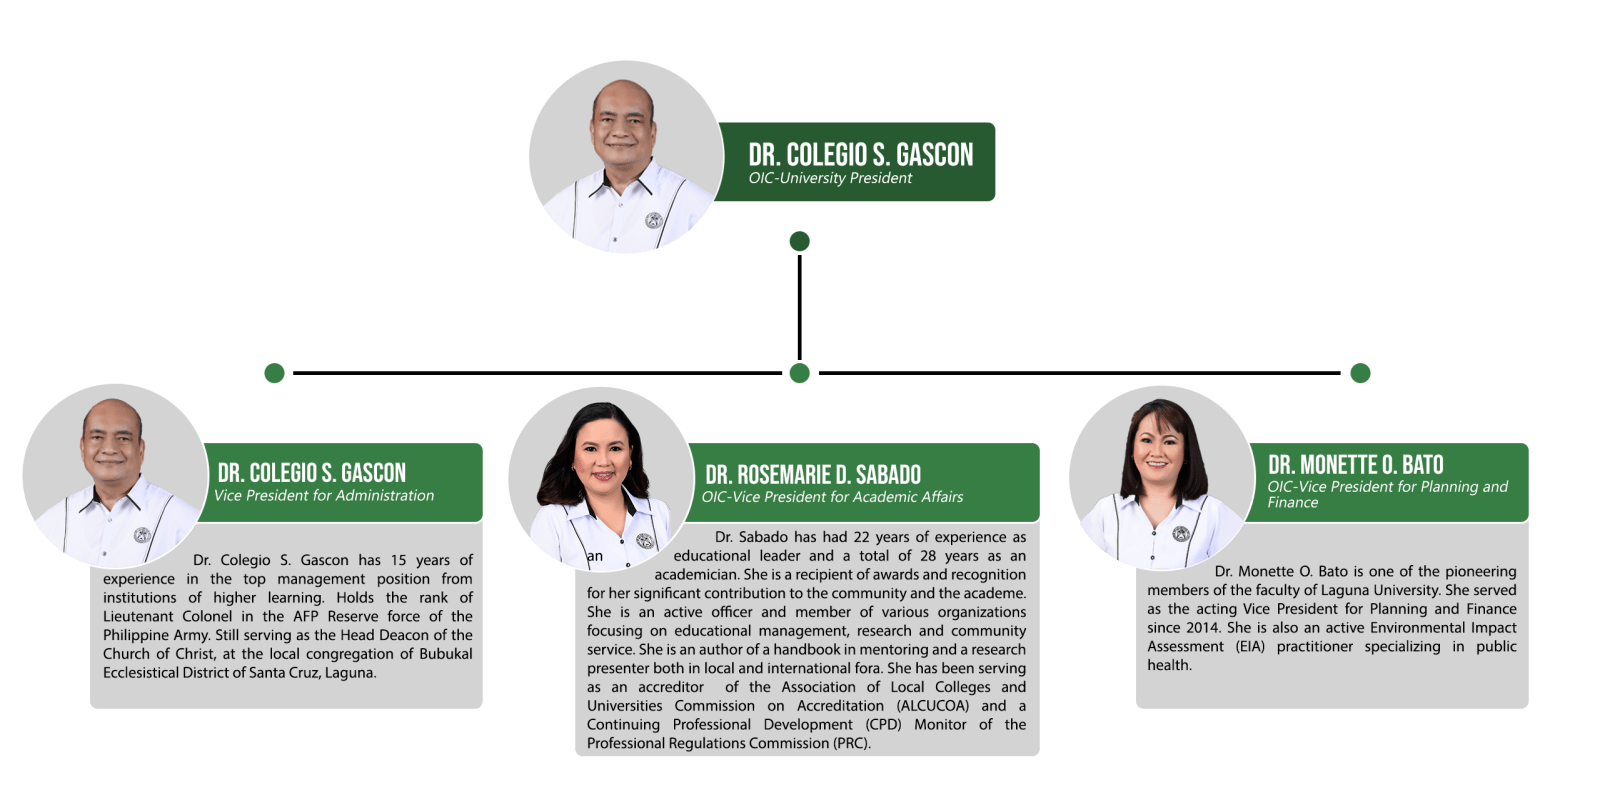 DR. COLEGIO S. GASCON
OIC-University President
DR. COLEGIO S. GASCON
Vice President for Administration
Dr. Colegio S. Gascon has 15 years of
experience in the top management position from
institutions of higher learning. Holds the rank of
Lieutenant Colonel in the AFP Reserve force of the
Philippine Army. Still serving as the Head Deacon of the
Church of Christ, at the local congregation of Bubukal
Ecclesistical District of Santa Cruz, Laguna.
DR. ROSEMARIE D. SABADO
OIC-Vice President for Academic Affairs
Dr. Sabado has had 22 years of experience as
an educational leader and a total of 28 years as an
academician. She is a recipient of awards and recognition
for her significant contribution to the community and the academe.
She is an active officer and member of various organizations
focusing on educational management, research and community
service. She is an author of a handbook in mentoring and a research
presenter both in local and international fora. She has been serving
as an accreditor of the Association of Local Colleges and
Universities Commission on Accreditation (ALCUCOA) and a
Continuing Professional Development (CPD) Monitor of the
Professional Regulations Commission (PRC).
DR. MONETTE O. BATO
OIC-Vice President for Planning and
Finance
Dr. Monette O. Bato is one of the pioneering
members of the faculty of Laguna University. She served
as the acting Vice President for Planning and Finance
since 2014. She is also an active Environmental Impact
Assessment (EIA) practitioner specializing in public
health.